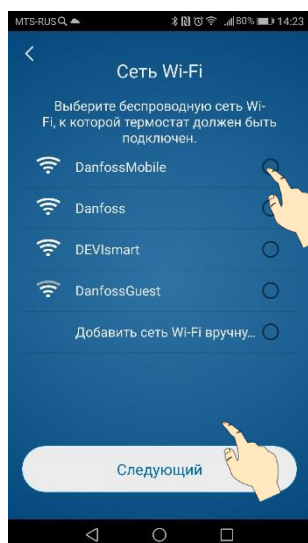 MTS-RUS 80% 14:23
Сеть Wi-Fi
Выберите беспроводную сеть Wi-
Fi, к которой термостат должен быть
подключен.
DanfossMobile
Danfoss
DEVIsmart
DanfossGuest
Добавить сеть Wi-Fi вручну...
Следующий